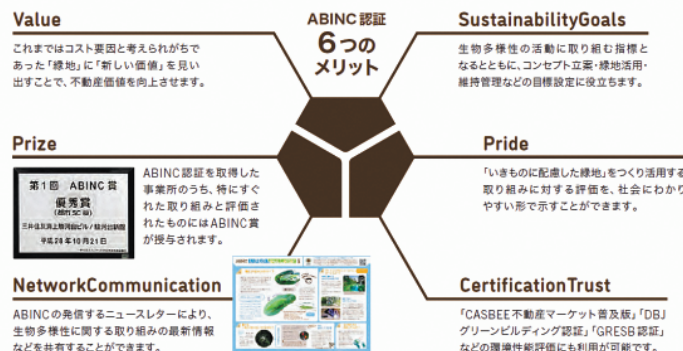 ABINC 認証
6つの
メリット
Value
これまではコスト要因と考えられがちで
あった「緑地」に「新しい価値」を見い
出すことで、不動産価値を向上させます。
SustainabilityGoals
生物多様性の活動に取り組む指標と
なるとともに、コンセプト立案・緑地活用・
維持管理などの目標設定に役立ちます。
Prize
第1回 ABINC 賞
優秀賞
平成28年10月21日
ABINC認証を取得した
事業所のうち、特にすぐ
れた取り組みと評価さ
れたものにはABINC賞
が授与されます。
Pride
「いきものに配慮した緑地」をつくり活用する
取り組みに対する評価を、社会にわかり
やすい形で示すことができます。
NetworkCommunication
ABINCの発信するニュースレターにより、
生物多様性に関する取り組みの最新情報
などを共有することができます。
CertificationTrust
「CASBEE不動産マーケット普及版」「DBJ
グリーンビルディング認証」「GRESB認証」
などの環境性能評価にも利用が可能です。